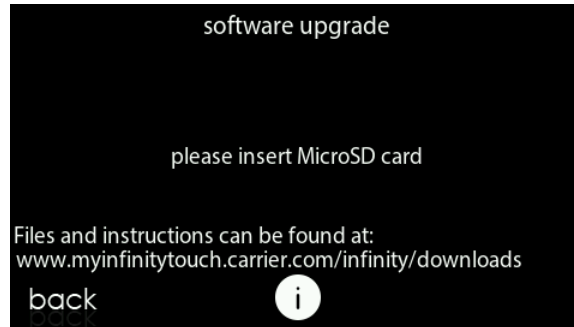 software upgrade
please insert MicroSD card
Files and instructions can be found at:
www.myinfinitytouch.carrier.com/infinity/downloads
back
i